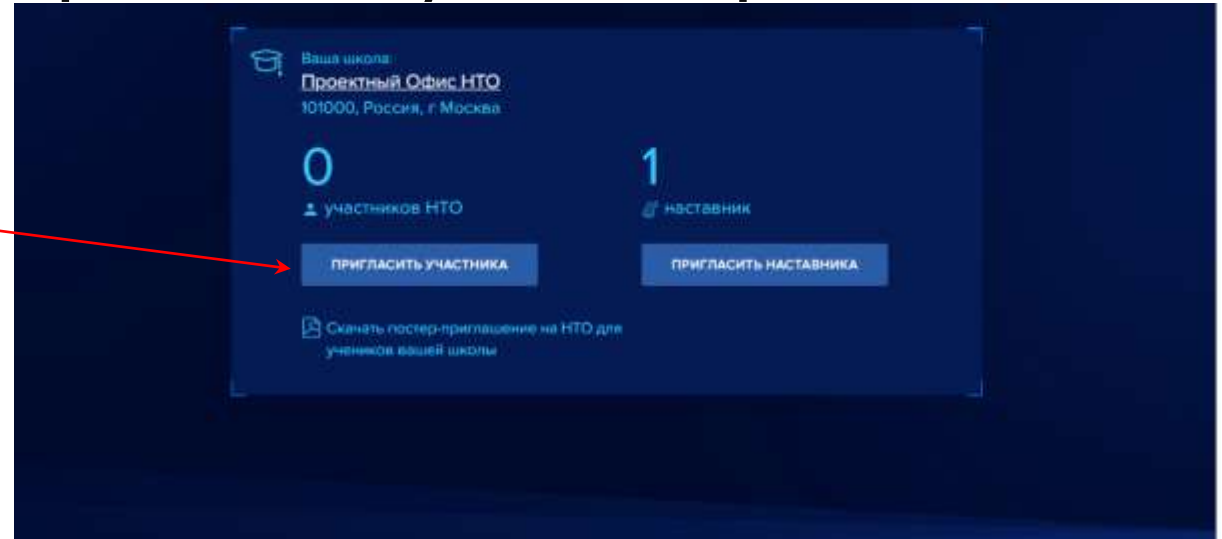 Ваша школа:
Проектный Офис НТО
101000, Россия, г Москва
0
1
участников НТО
наставник
ПРИГЛАСИТЬ УЧАСТНИКА
ПРИГЛАСИТЬ НАСТАВНИКА
Скачать постер-приглашение на НТО для
учеников вашей школы